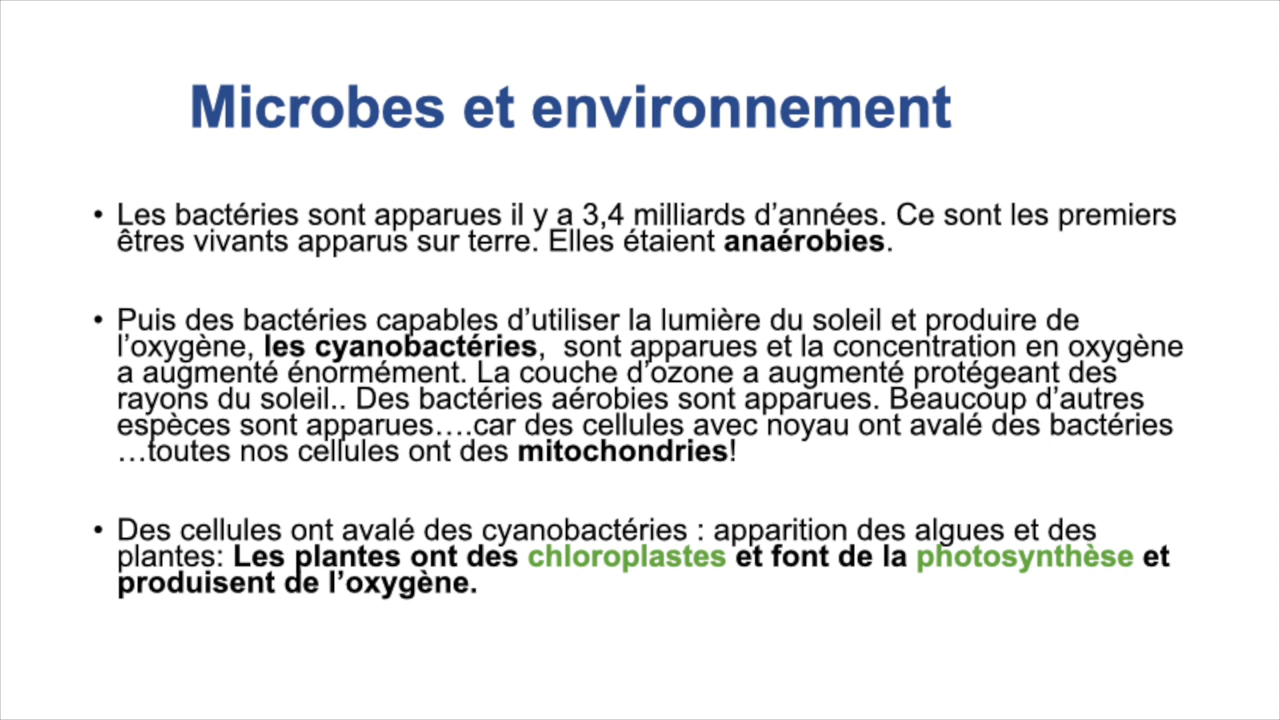 Microbes et environnement
• Les bactéries sont apparues il y a 3,4 milliards d’années. Ce sont les premiers
êtres vivants apparus sur terre. Elles étaient anaérobies.
• Puis des bactéries capables d’utiliser la lumière du soleil et produire de
l’oxygène, les cyanobactéries,  sont apparues et la concentration en oxygène
a augmenté énormément. La couche d’ozone a augmenté protégeant des
rayons du soleil.. Des bactéries aérobies sont apparues. Beaucoup d’autres
espèces sont apparues….car des cellules avec noyau ont avalé des bactéries
…toutes nos cellules ont des mitochondries!
• Des cellules ont avalé des cyanobactéries : apparition des algues et des
plantes: Les plantes ont des chloroplastes et font de la photosynthèse et
produisent de l’oxygène.